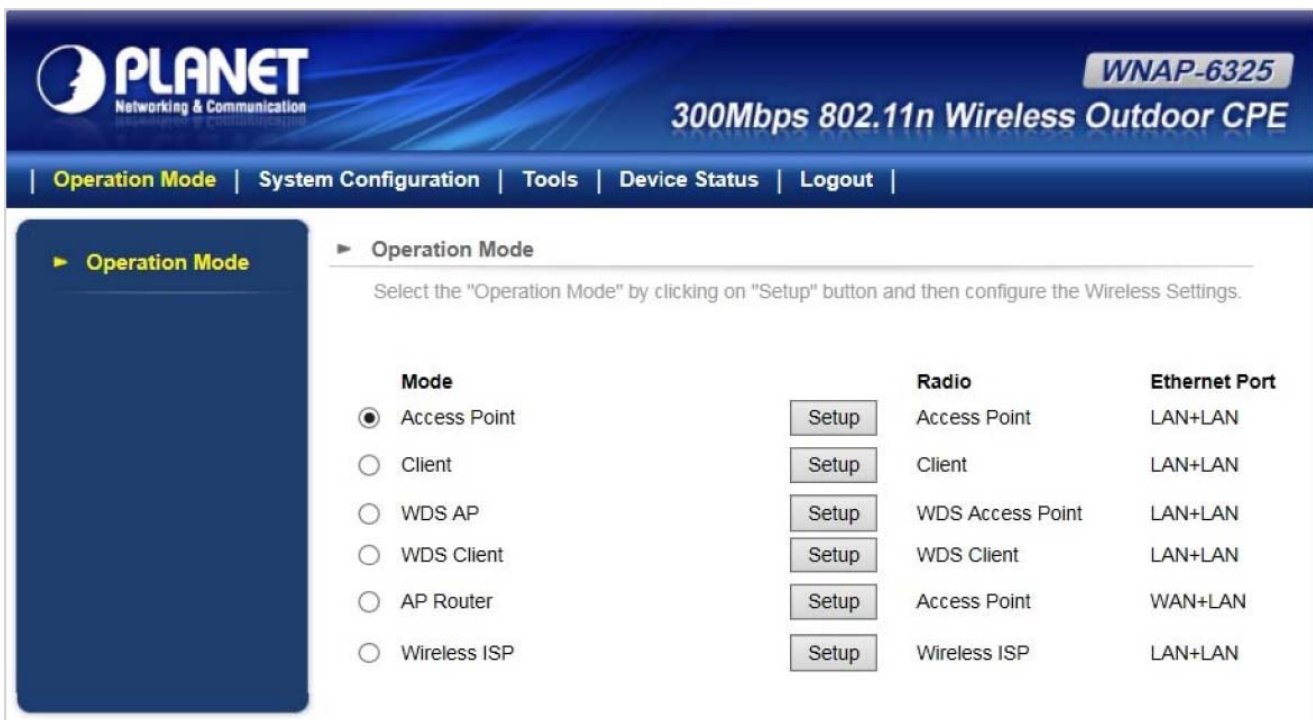 PLANET
Networking & Communication
WNAP-6325
300Mbps 802.11n Wireless Outdoor CPE
| Operation Mode | System Configuration | Tools | Device Status | Logout |
Operation Mode
Operation Mode
Select the "Operation Mode" by clicking on "Setup" button and then configure the Wireless Settings.
Mode Radio Ethernet Port
Access Point Setup Access Point LAN+LAN
Client Setup Client LAN+LAN
WDS AP Setup WDS Access Point LAN+LAN
WDS Client Setup WDS Client LAN+LAN
AP Router Setup Access Point WAN+LAN
Wireless ISP Setup Wireless ISP LAN+LAN